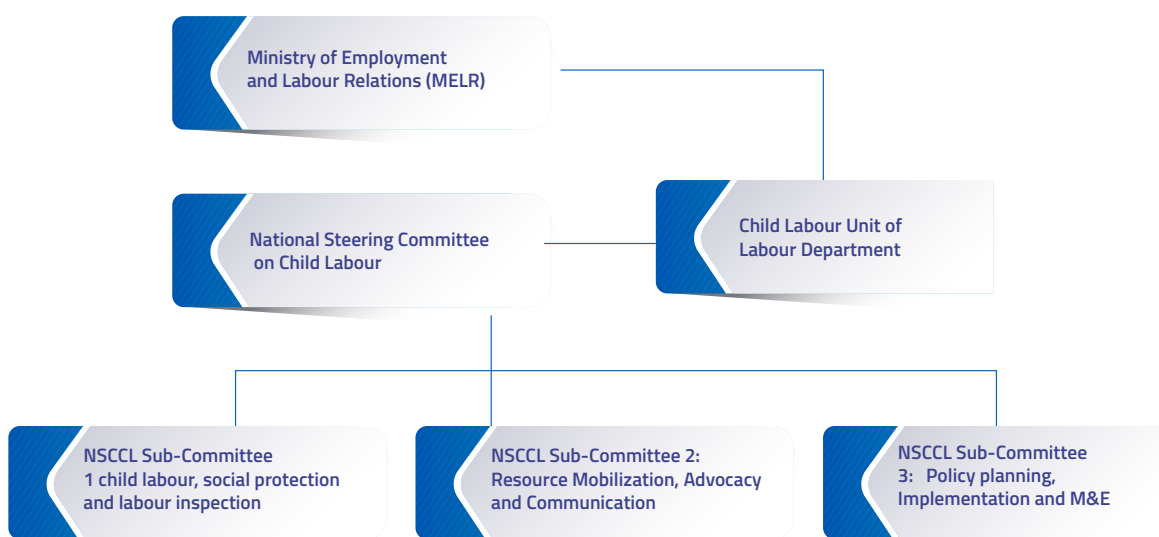 Ministry of Employment
and Labour Relations (MELR)
National Steering Committee
on Child Labour
Child Labour Unit of
Labour Department
NSCCL Sub-Committee
1 child labour, social protection
and labour inspection
NSCCL Sub-Committee 2:
Resource Mobilization, Advocacy
and Communication
NSCCL Sub-Committee
3: Policy planning,
Implementation and M&E